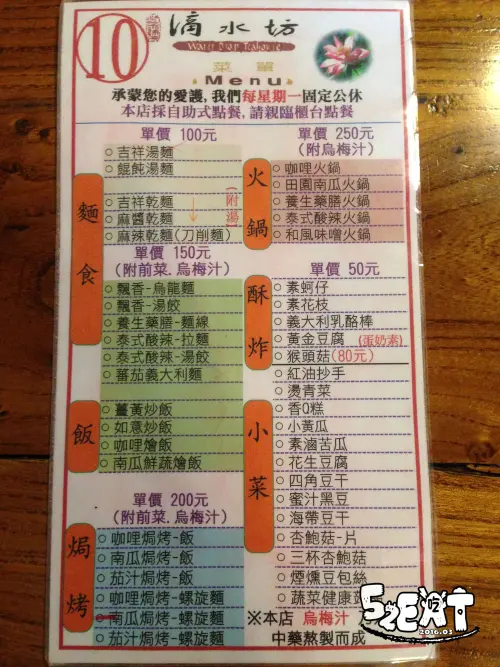 10
滴水坊
Water Drop Teahouse
菜單
Menu
承蒙您的愛護,我們每星期一固定公休
本店採自助式點餐,請親臨櫃台點餐
單價 100元
麵食
吉祥湯麵
餛飩湯麵
吉祥乾麵
麻醬乾麵
麻辣乾麵(刀削麵)
(附湯)
單價 150元
(附前菜.烏梅汁)
飄香-烏龍麵
飄香-湯餃
養生藥膳-麵線
泰式酸辣-拉麵
泰式酸辣-湯餃
蕃茄義大利麵
飯
薑黃炒飯
如意炒飯
咖哩燴飯
南瓜鮮蔬燴飯
單價 200元
(附前菜.烏梅汁)
焗烤
咖哩焗烤-飯
南瓜焗烤-飯
茄汁焗烤-飯
咖哩焗烤-螺旋麵
南瓜焗烤-螺旋麵
茄汁焗烤-螺旋麵
單價 250元
(附烏梅汁)
火鍋
咖哩火鍋
田園南瓜火鍋
養生藥膳火鍋
泰式酸辣火鍋
和風味噌火鍋
單價 50元
酥炸
素蚵仔
素花枝
義大利乳酪棒
黃金豆腐(蛋奶素)
猴頭菇(80元)
小菜
紅油抄手
燙青菜
香Q糕
小黃瓜
素滷苦瓜
花生豆腐
四角豆干
蜜汁黑豆
海帶豆干
杏鮑菇-片
三杯杏鮑菇
煙燻豆包絲
蔬菜健康
※本店 烏梅汁
中藥熬製而成
52EAT
2016.03